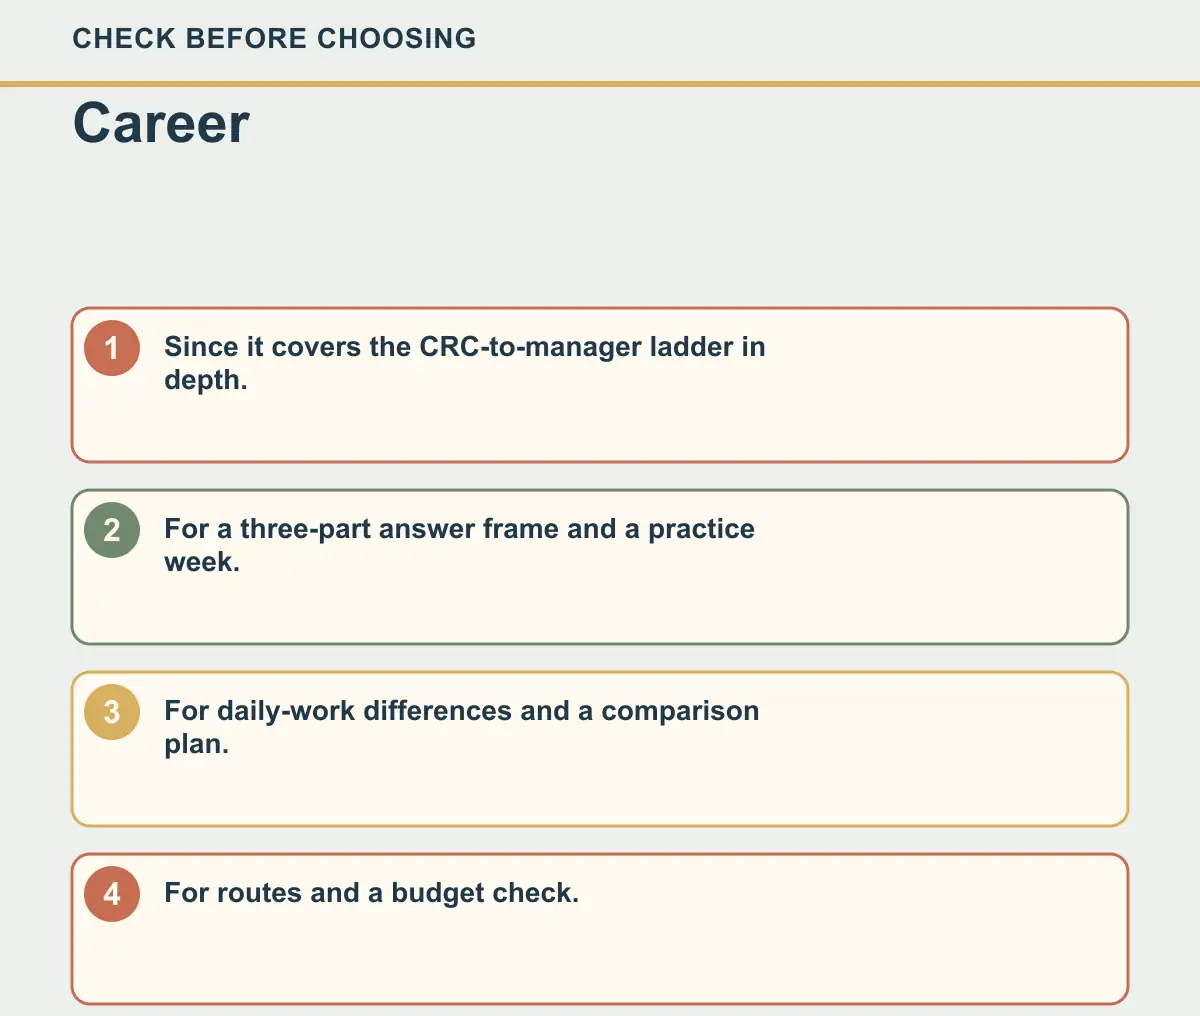 CHECK BEFORE CHOOSING
Career
1
Since it covers the CRC-to-manager ladder in
depth.
2
For a three-part answer frame and a practice
week.
3
For daily-work differences and a comparison
plan.
4
For routes and a budget check.